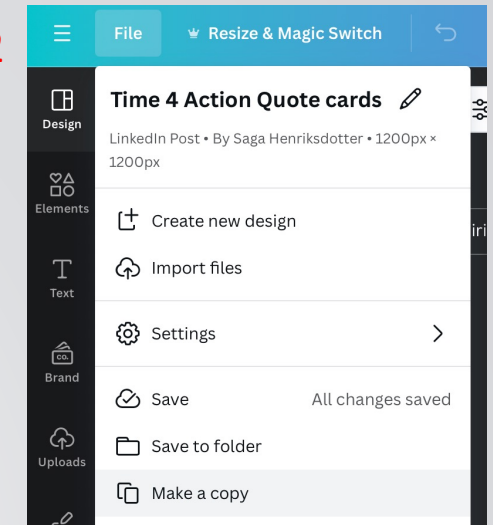 File
Resize & Magic Switch
Design
Elements
Text
Brand
co.
Uploads
Time 4 Action Quote cards
LinkedIn Post • By Saga Henriksdotter • 1200px ×
1200px
Create new design
Import files
Settings
Save All changes saved
Save to folder
Make a copy